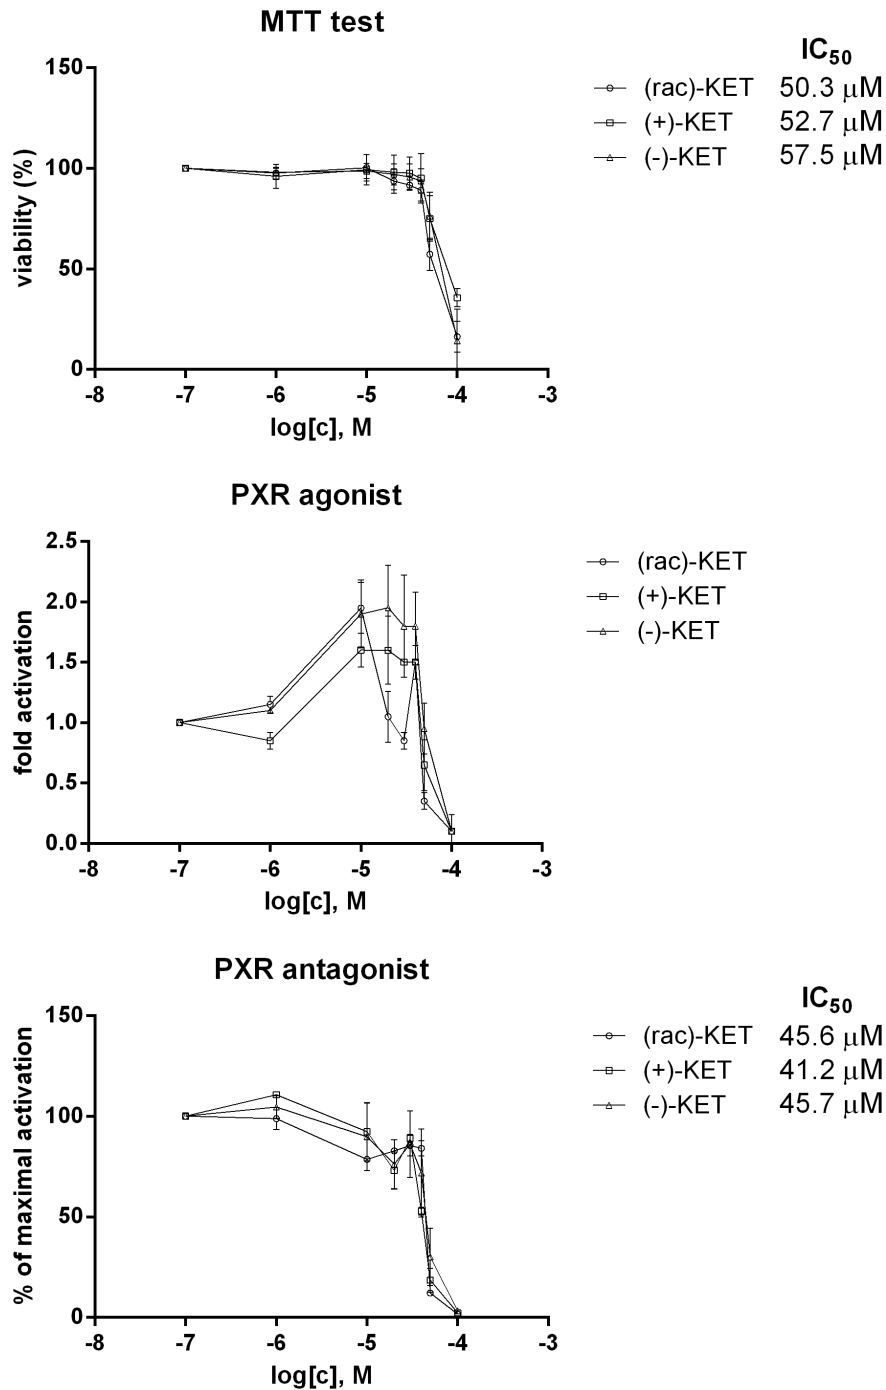 MTT test
IC50
(rac)-KET 50.3 μM
(+)-KET 52.7 μM
(-)-KET 57.5 μM
viability (%)
150
100
50
0
-8 -7 -6 -5 -4 -3
log[c], M
PXR agonist
(rac)-KET
(+)-KET
(-)-KET
fold activation
2.5
2.0
1.5
1.0
0.5
0.0
-8 -7 -6 -5 -4 -3
log[c], M
PXR antagonist
IC50
(rac)-KET 45.6 μM
(+)-KET 41.2 μM
(-)-KET 45.7 μM
% of maximal activation
150
100
50
0
-8 -7 -6 -5 -4 -3
log[c], M